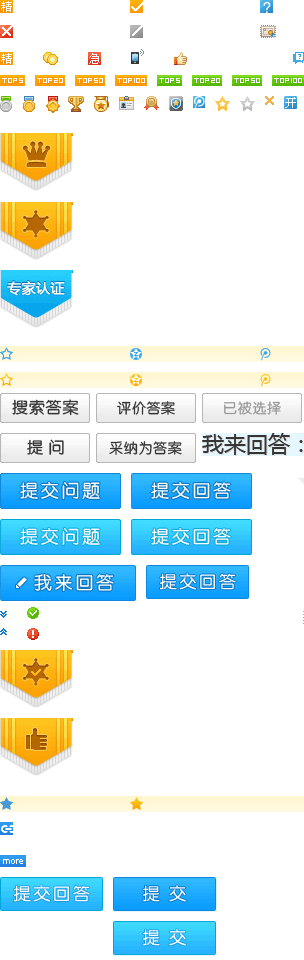 精
精 急
TOP5 TOP20 TOP50 TOP100 TOP5 TOP20 TOP50 TOP100
专家认证
搜索答案 评价答案 已被选择
提 问 采纳为答案 我来回答：
提交问题 提交回答
提交问题 提交回答
我来回答 提交回答
more
提交回答 提 交
提 交